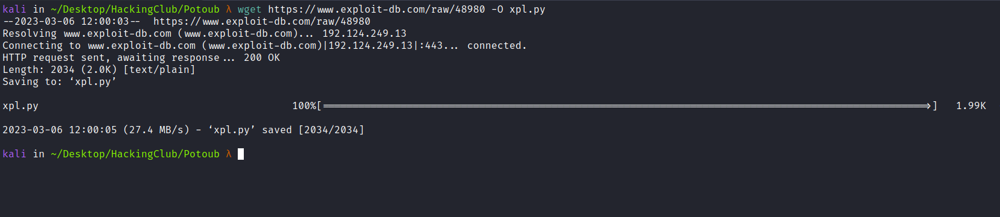 kali in ~/Desktop/HackingClub/Potoub λ wget https://www.exploit-db.com/raw/48980 -O xpl.py
--2023-03-06 12:00:03--  https://www.exploit-db.com/raw/48980
Resolving www.exploit-db.com (www.exploit-db.com)... 192.124.249.13
Connecting to www.exploit-db.com (www.exploit-db.com)|192.124.249.13|:443... connected.
HTTP request sent, awaiting response... 200 OK
Length: 2034 (2.0K) [text/plain]
Saving to: ‘xpl.py’
xpl.py 100%[===================>] 1.99K
2023-03-06 12:00:05 (27.4 MB/s) - ‘xpl.py’ saved [2034/2034]
kali in ~/Desktop/HackingClub/Potoub λ